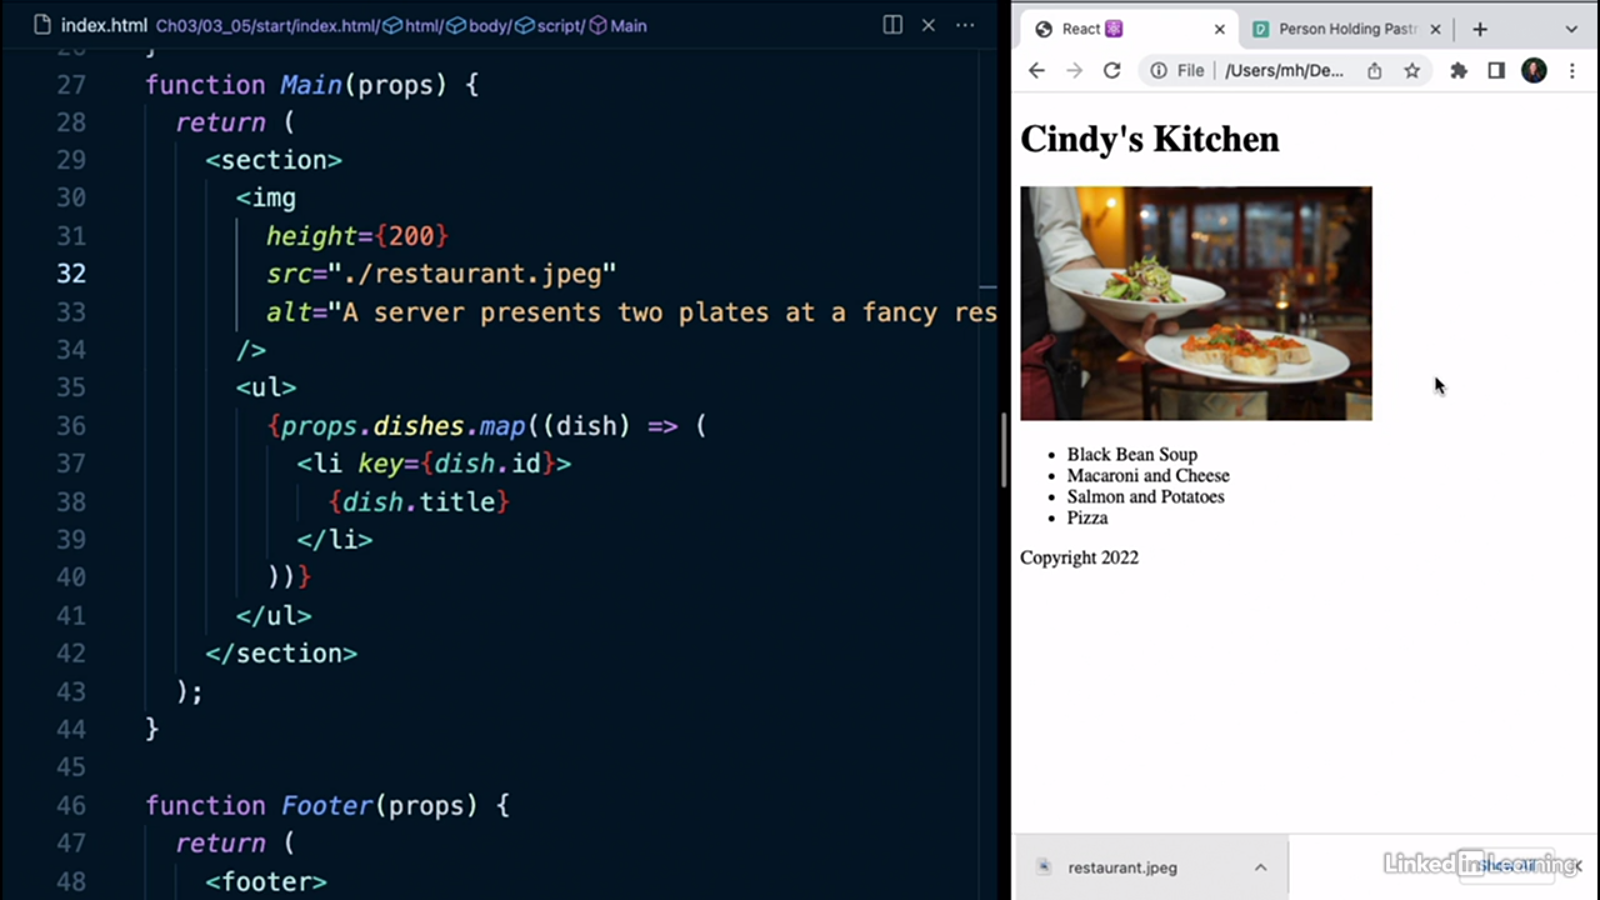 index.html Ch03/03_05/start/index.html/ html/ body/ script/ Main
27 function Main(props) {
28 return (
29 <section>
30 <img
31 height={200}
32 src="./restaurant.jpeg"
33 alt="A server presents two plates at a fancy res
34 />
35 <ul>
36 {props.dishes.map((dish) => (
37 <li key={dish.id}>
38 {dish.title}
39 </li>
40 ))}
41 </ul>
42 </section>
43 );
44 }
45
46 function Footer(props) {
47 return (
48 <footer>
React
Person Holding Pastr
File /Users/mh/De...
Cindy's Kitchen
Black Bean Soup
Macaroni and Cheese
Salmon and Potatoes
Pizza
Copyright 2022
restaurant.jpeg
Show All
LinkedIn Learning